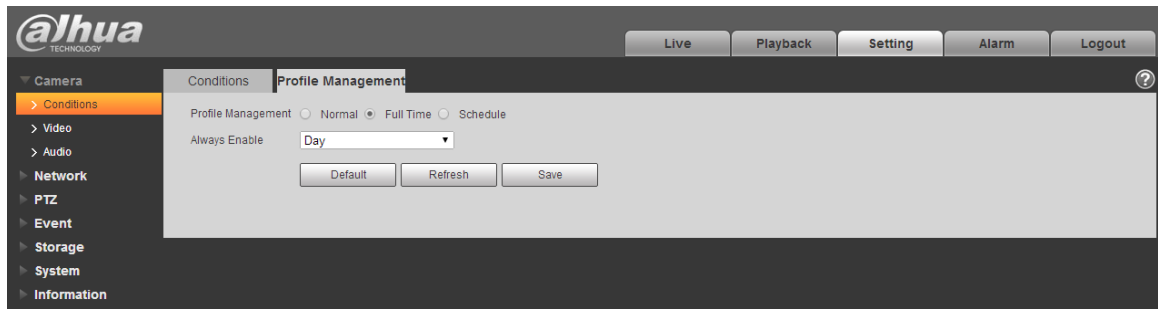 alhua
TECHNOLOGY
Live Playback Setting Alarm Logout
Camera
Conditions
Video
Audio
Network
PTZ
Event
Storage
System
Information
Conditions Profile Management ?
Profile Management Normal Full Time Schedule
Always Enable Day
Default Refresh Save